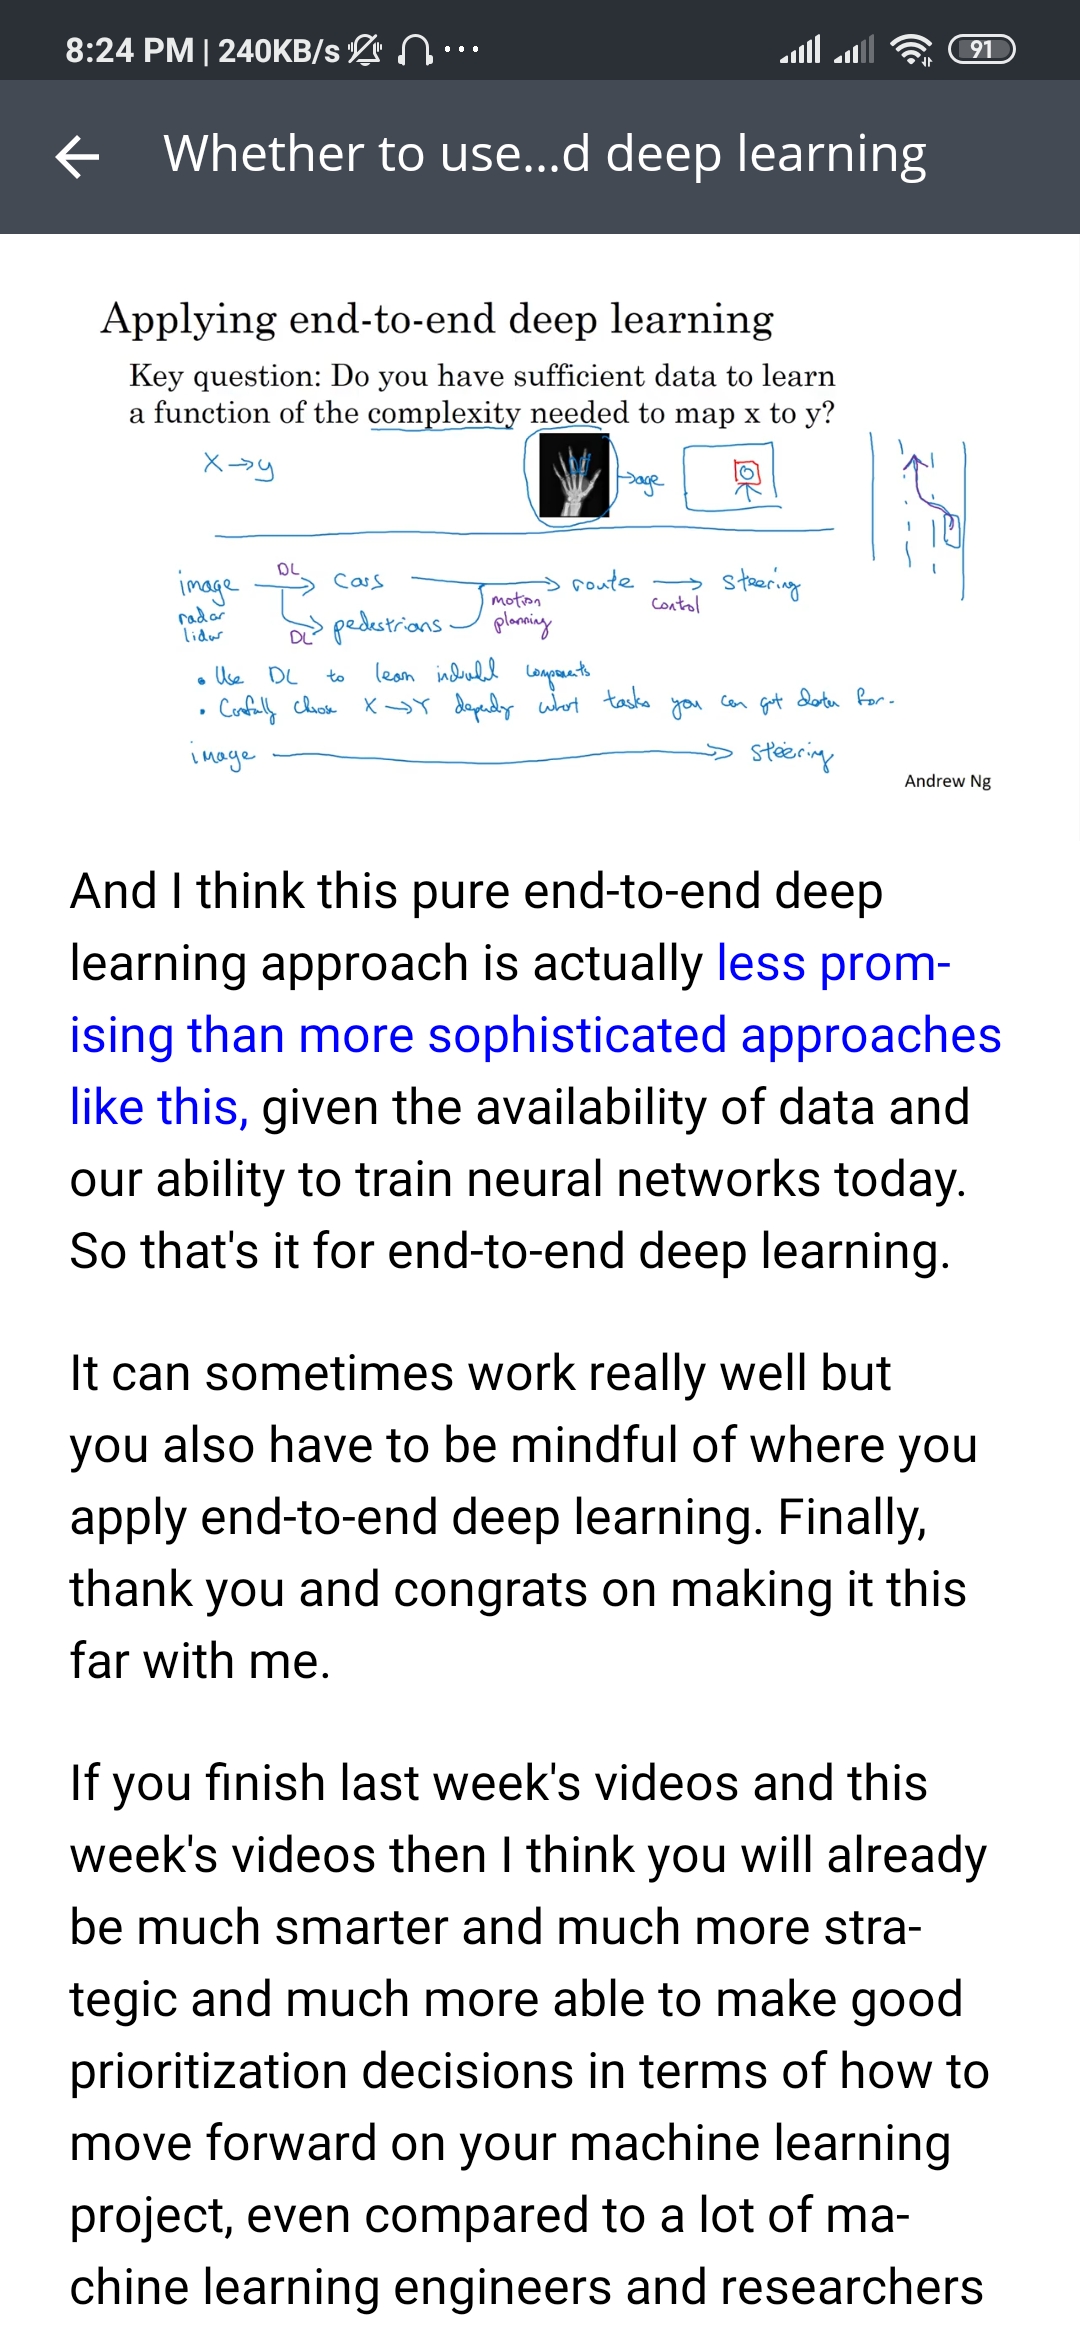 8:24 PM | 240KB/s
91
Whether to use...d deep learning
Applying end-to-end deep learning
Key question: Do you have sufficient data to learn
a function of the complexity needed to map x to y?
X → y
→ age
image
radar
lidar
DL
cars
DL
pedestrians
motion
planning
→ route
control
→ steering
• Use DL to learn individual components
• Carefully choose X → Y depending what tasks you can get data for.
image → steering
Andrew Ng
And I think this pure end-to-end deep
learning approach is actually less prom-
ising than more sophisticated approaches
like this, given the availability of data and
our ability to train neural networks today.
So that's it for end-to-end deep learning.
It can sometimes work really well but
you also have to be mindful of where you
apply end-to-end deep learning. Finally,
thank you and congrats on making it this
far with me.
If you finish last week's videos and this
week's videos then I think you will already
be much smarter and much more stra-
tegic and much more able to make good
prioritization decisions in terms of how to
move forward on your machine learning
project, even compared to a lot of ma-
chine learning engineers and researchers